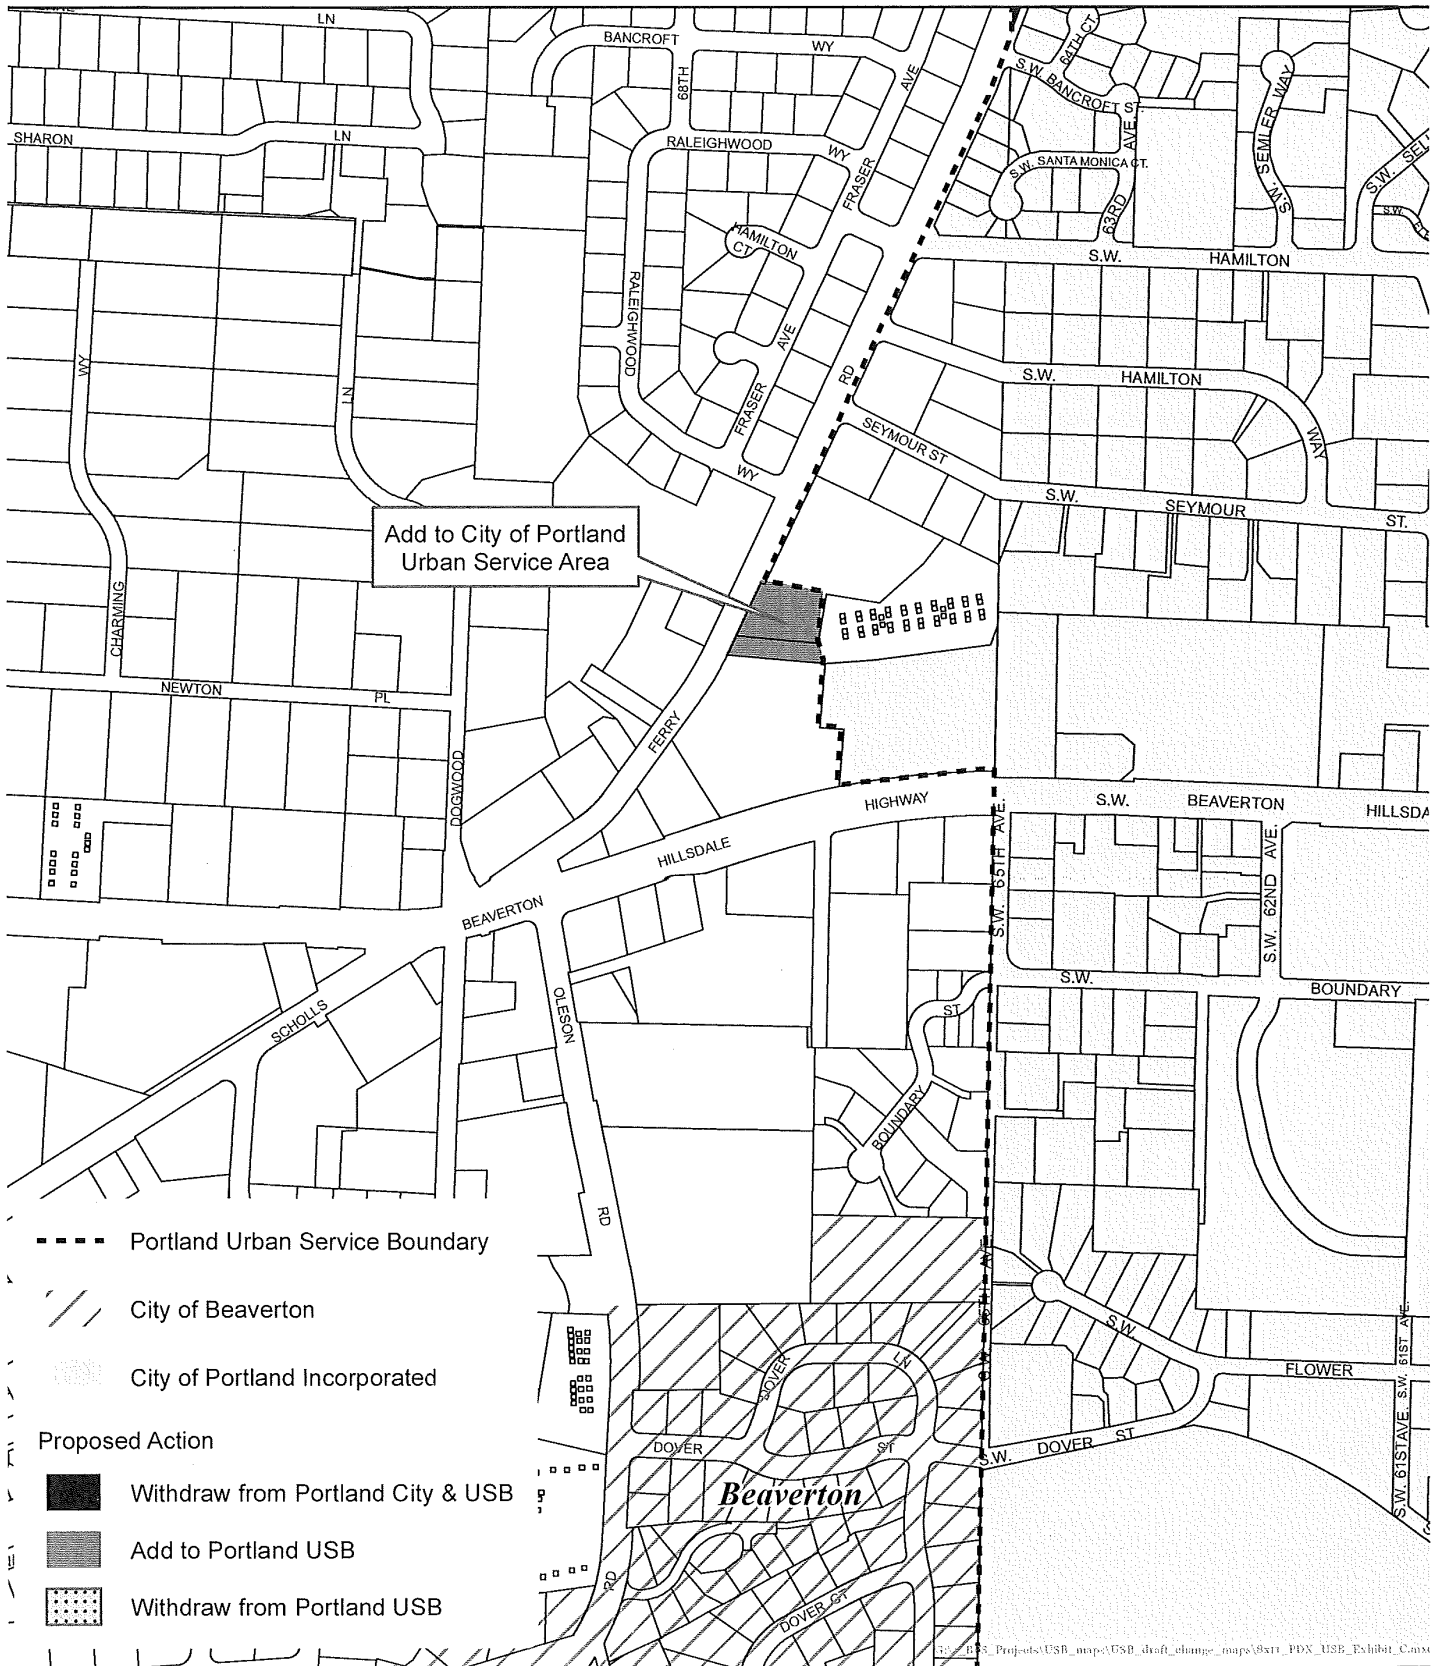 LN
BANCROFT
WY
68TH
AVE
64TH CT.
S.W. BANCROFT ST.
S.W. SEMLER WAY
SHARON
LN
RALEIGHWOOD
WY
FRASER
AVE.
S.W. SANTA MONICA CT.
63RD
S.W.
S.W.
HAMILTON
CT
S.W.
HAMILTON
RALEIGHWOOD
WY
LN
AVE
FRASER
RD
S.W.
HAMILTON
WAY
SEYMOUR ST
WY
S.W.
SEYMOUR
ST.
Add to City of Portland
Urban Service Area
CHARMING
NEWTON
PL
FERRY
DOGWOOD
HIGHWAY
S.W.
BEAVERTON
HILLSDA
HILLSDALE
S.W. 65TH AVE.
S.W. 62ND AVE.
BEAVERTON
SCHOLLS
OLESON
S.W.
BOUNDARY
ST
BOUNDARY
RD
Portland Urban Service Boundary
City of Beaverton
City of Portland Incorporated
Proposed Action
Withdraw from Portland City & USB
Add to Portland USB
Withdraw from Portland USB
S.W.
FLOWER
S.W. 61ST AVE.
DOVER
LN
DOVER
ST
S.W.
DOVER
ST
S.W. 61ST AVE.
Beaverton
RD
DOVER CT